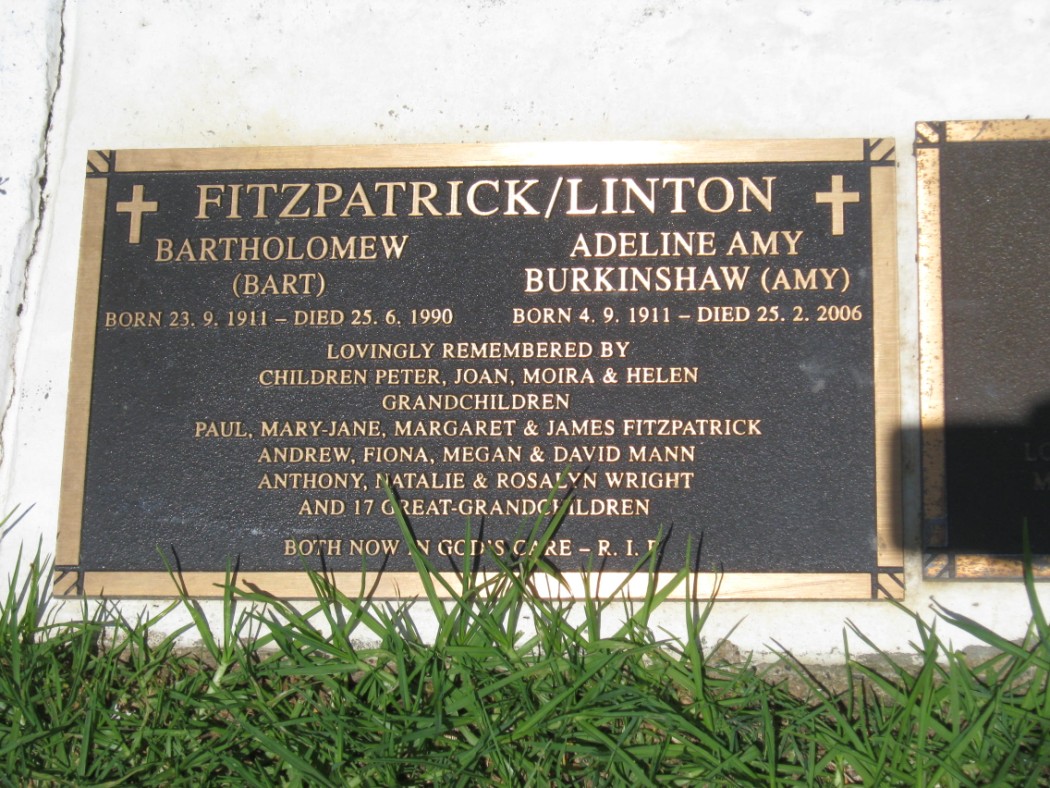 FITZPATRICK/LINTON
BARTHOLOMEW
(BART)
BORN 23. 9. 1911 – DIED 25. 6. 1990
ADELINE AMY
BURKINSHAW (AMY)
BORN 4. 9. 1911 – DIED 25. 2. 2006
LOVINGLY REMEMBERED BY
CHILDREN PETER, JOAN, MOIRA & HELEN
GRANDCHILDREN
PAUL, MARY-JANE, MARGARET & JAMES FITZPATRICK
ANDREW, FIONA, MEGAN & DAVID MANN
ANTHONY, NATALIE & ROSALYN WRIGHT
AND 17 GREAT-GRANDCHILDREN
BOTH NOW IN GOD'S CARE – R. I. P.